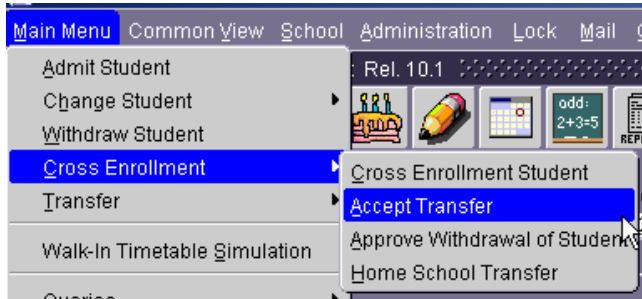 Main Menu Common View School Administration Lock Mail
Admit Student
: Rel. 10.1
Change Student
odd:
2+3=5
Withdraw Student
Cross Enrollment
Cross Enrollment Student
Transfer
Accept Transfer
Approve Withdrawal of Student
Walk-In Timetable Simulation
Home School Transfer
Queries